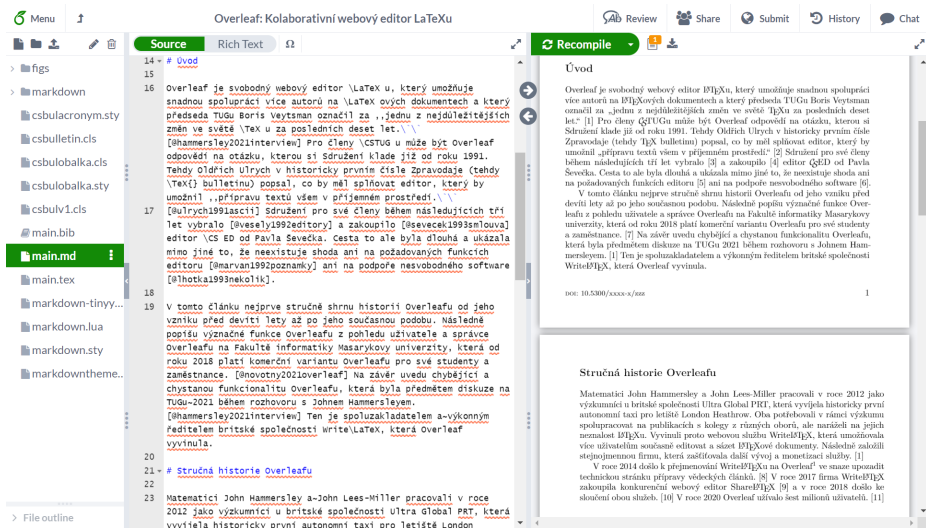 Menu
Overleaf: Kolaborativní webový editor LaTeXu
Review
Share
Submit
History
Chat
Source
Rich Text
Ω
Recompile
figs
markdown
csbulacronym.sty
csbulletin.cls
csbulobalka.cls
csbulobalka.sty
csbulv1.cls
main.bib
main.md
main.tex
markdown-tinyy...
markdown.lua
markdown.sty
markdowntheme...
File outline
14 # Úvod
15
16 Overleaf je svobodný webový editor \LaTeX u, který umožňuje
snadnou spolupráci více autorů na \LaTeX ových dokumentech a který
předseda TUGu Boris Veytsman označil za ,,jednu z nejdůležitějších
změn ve světě \TeX u za posledních deset let.\`\`
[@hammersley2021interview] Pro členy \CSTUG u může být Overleaf
odpovědí na otázku, kterou si Sdružení klade již od roku 1991.
Tehdy Oldřich Ulrych v historicky prvním čísle Zpravodaje (tehdy
\TeX{} bulletinu) popsal, co by měl splňovat editor, který by
umožnil ,,přípravu textů všem v příjemném prostředí.\`\`
17 [@ulrych1991ascii] Sdružení pro své členy během následujících tří
let vybralo [@vesely1992editory] a zakoupilo [@sevecek1993smlouva]
editor \CS ED od Pavla Ševečka. Cesta to ale byla dlouhá a ukázala
mimo jiné to, že neexistuje shoda ani na požadovaných funkcích
editoru [@marvan1992poznamky] ani na podpoře nesvobodného software
[@lhotka1993nekolik].
18
19 V tomto článku nejprve stručně shrnu historii Overleafu od jeho
vzniku před devíti lety až po jeho současnou podobu. Následně
popíšu význačné funkce Overleafu z pohledu uživatele a správce
Overleafu na Fakultě informatiky Masarykovy univerzity, která od
roku 2018 platí komerční variantu Overleafu pro své studenty a
zaměstnance. [@novotny2021overleaf] Na závěr uvedu chybějící a
chystanou funkcionalitu Overleafu, která byla předmětem diskuze na
TUGu~2021 během rozhovoru s Johnem Hammersleyem.
[@hammersley2021interview] Ten je spoluzakladatelem a~výkonným
ředitelem britské společnosti Write\LaTeX, která Overleaf
vyvinula.
20
21 # Stručná historie Overleafu
22
23 Matematici John Hammersley a~John Lees-Miller pracovali v roce
2012 jako výzkumníci u britské společnosti Ultra Global PRT, která
vyvíjela historicky první autonomní taxi pro letiště London
Úvod
Overleaf je svobodný webový editor LaTeXu, který umožňuje snadnou spolupráci
více autorů na LaTeXových dokumentech a který předseda TUGu Boris Veytsman
označil za „jednu z nejdůležitějších změn ve světě TeXu za posledních deset
let.“ [1] Pro členy CSTUGu může být Overleaf odpovědí na otázku, kterou si
Sdružení klade již od roku 1991. Tehdy Oldřich Ulrych v historicky prvním čísle
Zpravodaje (tehdy TeX bulletinu) popsal, co by měl splňovat editor, který by
umožnil „přípravu textů všem v příjemném prostředí.“ [2] Sdružení pro své členy
během následujících tří let vybralo [3] a zakoupilo [4] editor CSED od Pavla
Ševečka. Cesta to ale byla dlouhá a ukázala mimo jiné to, že neexistuje shoda ani
na požadovaných funkcích editoru [5] ani na podpoře nesvobodného software [6].
V tomto článku nejprve stručně shrnu historii Overleafu od jeho vzniku před
devíti lety až po jeho současnou podobu. Následně popíšu význačné funkce Over-
leafu z pohledu uživatele a správce Overleafu na Fakultě informatiky Masarykovy
univerzity, která od roku 2018 platí komerční variantu Overleafu pro své studenty
a zaměstnance. [7] Na závěr uvedu chybějící a chystanou funkcionalitu Overleafu,
která byla předmětem diskuze na TUGu 2021 během rozhovoru s Johnem Ham-
mersleyem. [1] Ten je spoluzakladatelem a výkonným ředitelem britské společnosti
WriteLaTeX, která Overleaf vyvinula.
DOI: 10.5300/xxxx-x/zzz
1
Stručná historie Overleafu
Matematici John Hammersley a John Lees-Miller pracovali v roce 2012 jako
výzkumníci u britské společnosti Ultra Global PRT, která vyvíjela historicky první
autonomní taxi pro letiště London Heathrow. Oba potřebovali v rámci výzkumu
spolupracovat na publikacích s kolegy z různých oborů, ale naráželi na jejich
neznalost LaTeXu. Vyvinuli proto webovou službu WriteLaTeX, která umožňovala
více uživatelům současně editovat a sázet LaTeXové dokumenty. Následně založili
stejnojmennou firmu, která zaštiťovala další vývoj a monetizaci služby. [1]
V roce 2014 došlo k přejmenování WriteLaTeXu na Overleaf1 ve snaze upozadit
technickou stránku přípravy vědeckých článků. [8] V roce 2017 firma WriteLaTeX
zakoupila konkurenční webový editor ShareLaTeX [9] a v roce 2018 došlo ke
sloučení obou služeb. [10] V roce 2020 Overleaf užívalo šest milionů uživatelů. [11]